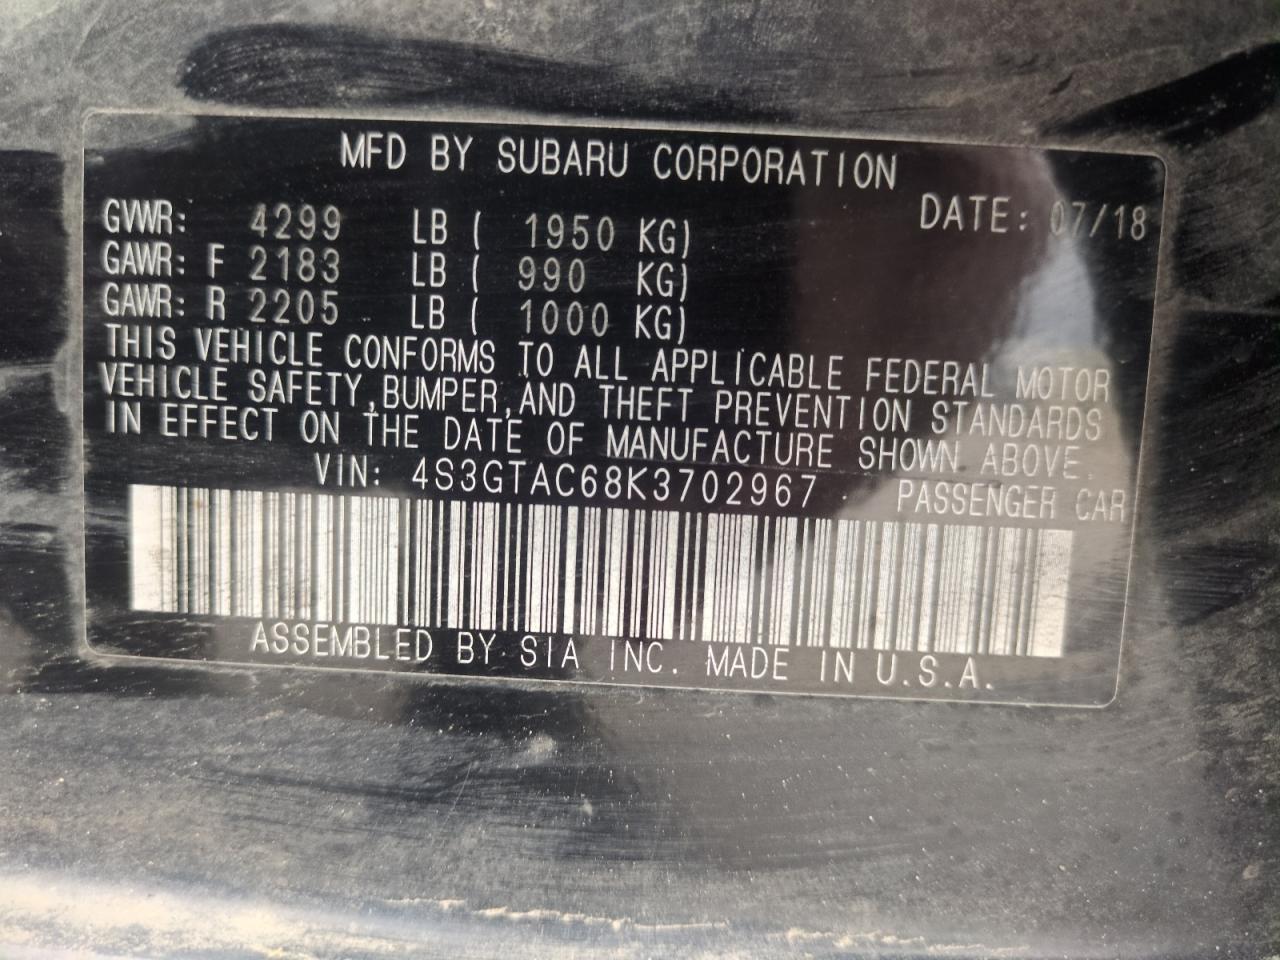 MFD BY SUBARU CORPORATION
GVWR: 4299 LB ( 1950 KG) DATE: 07/18
GAWR: F 2183 LB ( 990 KG)
GAWR: R 2205 LB ( 1000 KG)
THIS VEHICLE CONFORMS TO ALL APPLICABLE FEDERAL MOTOR
VEHICLE SAFETY,BUMPER,AND THEFT PREVENTION STANDARDS
IN EFFECT ON THE DATE OF MANUFACTURE SHOWN ABOVE.
VIN: 4S3GTAC68K3702967 PASSENGER CAR
ASSEMBLED BY SIA INC. MADE IN U.S.A.